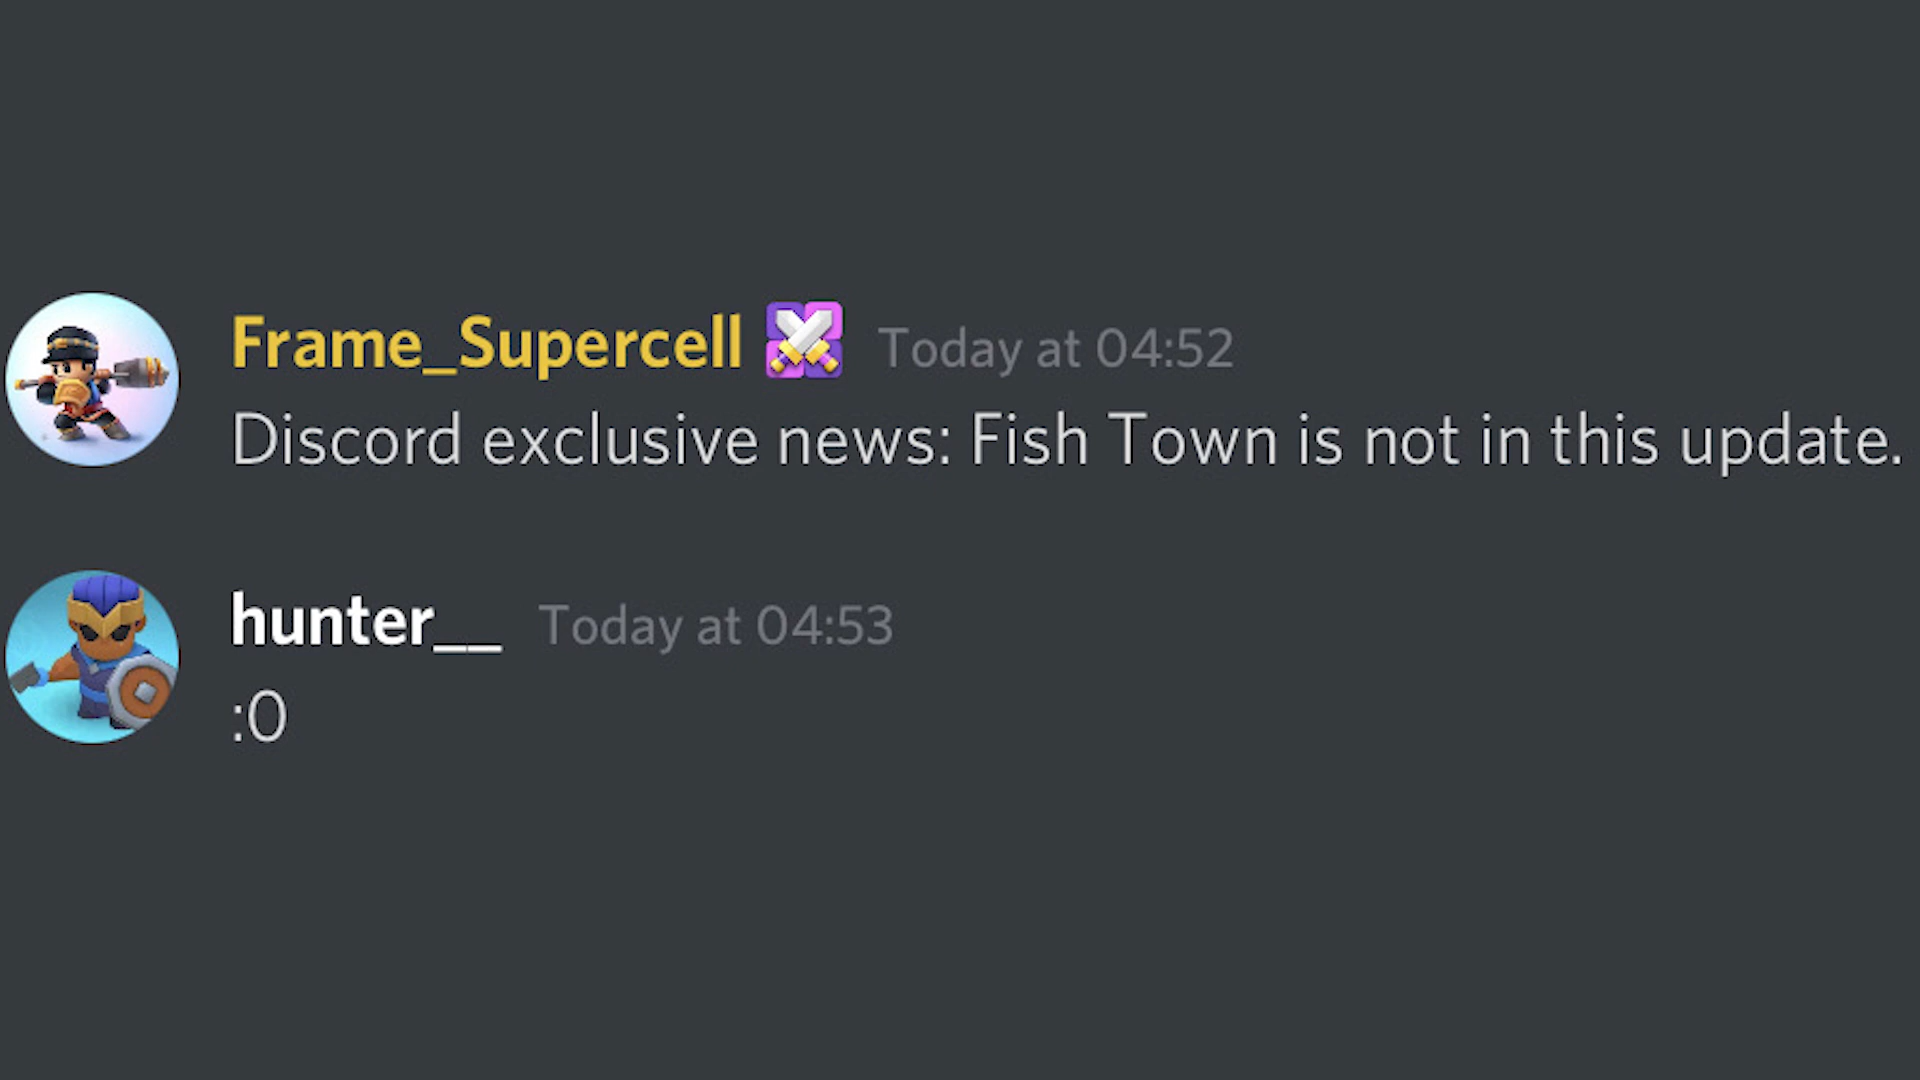 Frame_Supercell Today at 04:52
Discord exclusive news: Fish Town is not in this update.
hunter__ Today at 04:53
:O